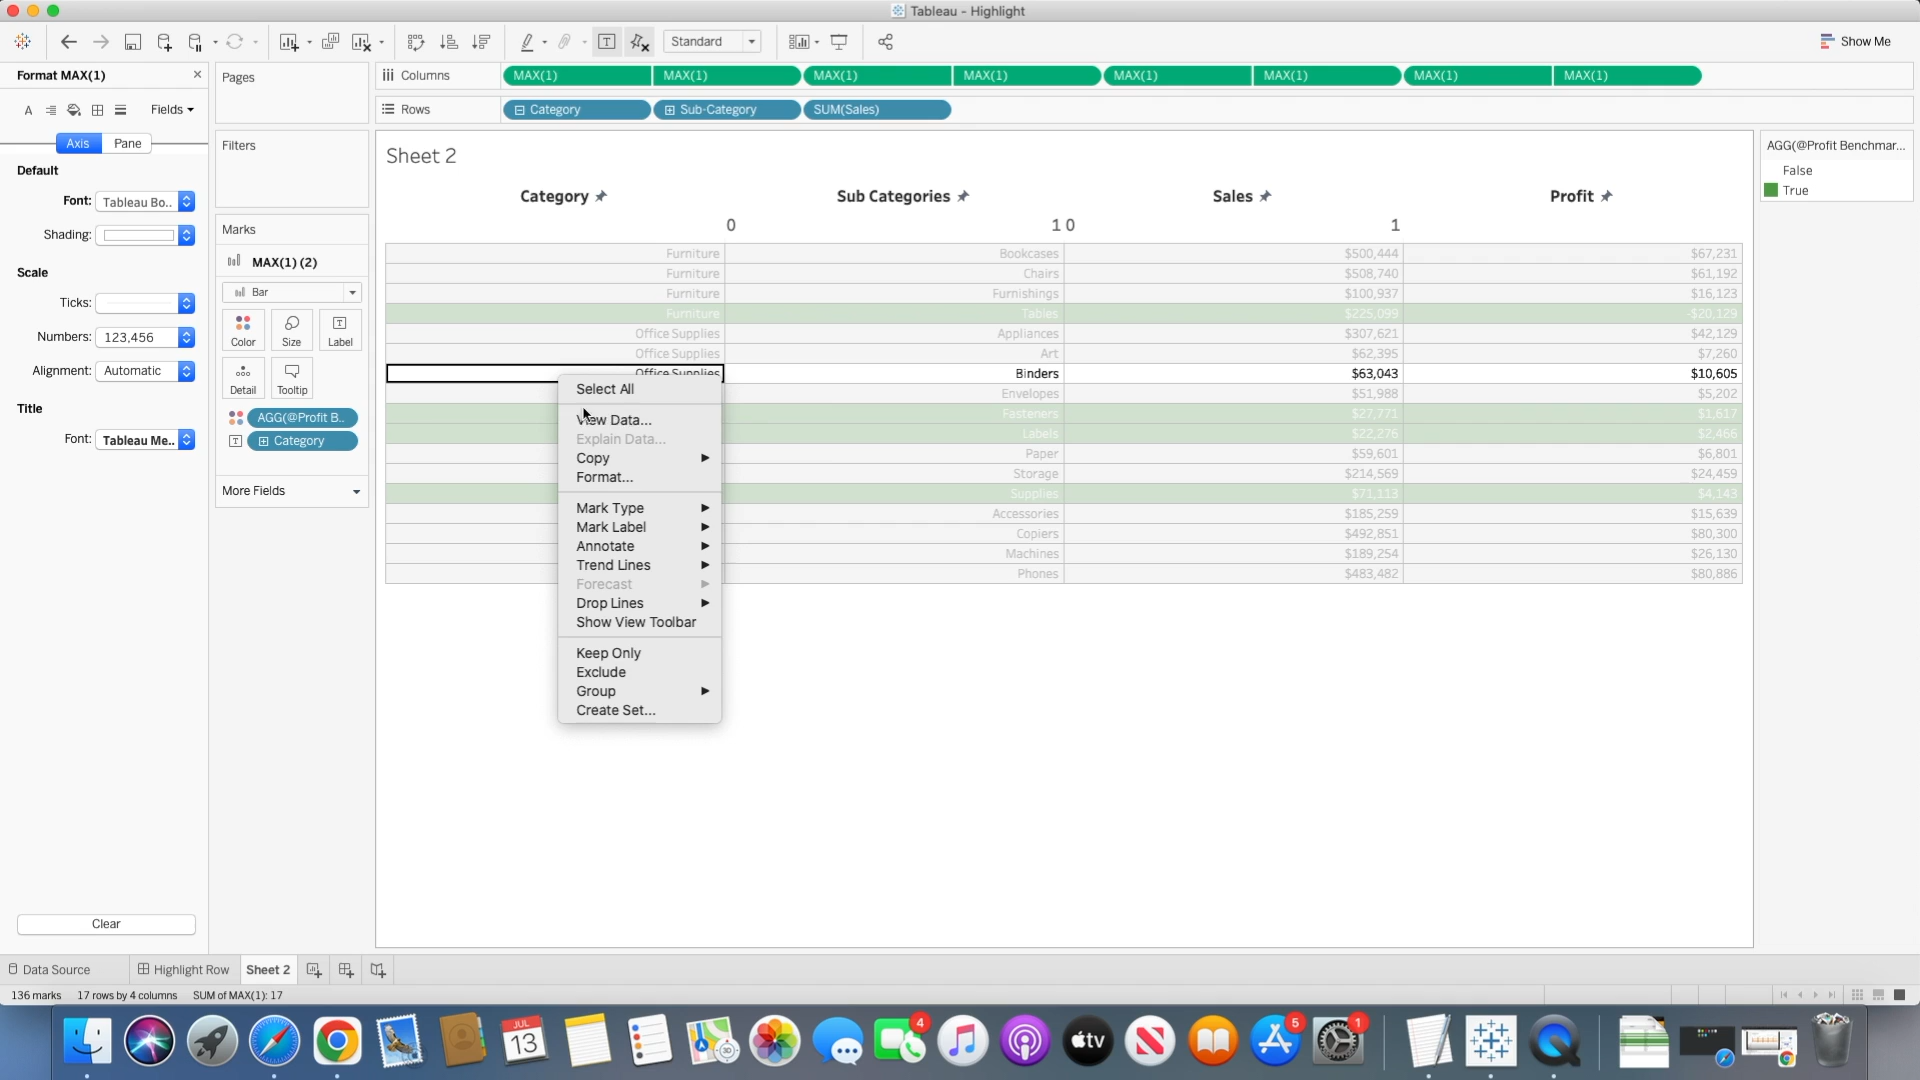 Tableau - Highlight
Standard
Show Me
Format MAX(1)
Fields
Axis
Pane
Default
Font: Tableau Bo..
Shading:
Scale
Ticks:
Numbers: 123,456
Alignment: Automatic
Title
Font: Tableau Me..
Clear
Pages
Filters
Marks
MAX(1) (2)
Bar
Color
Size
Label
Detail
Tooltip
AGG(@Profit B..
Category
More Fields
Columns
MAX(1) MAX(1) MAX(1) MAX(1) MAX(1) MAX(1) MAX(1) MAX(1)
Rows
Category Sub-Category SUM(Sales)
Sheet 2
Category Sub Categories Sales Profit
0 1 0 1
Furniture Bookcases $500,444 $67,231
Furniture Chairs $508,740 $61,192
Furniture Furnishings $100,937 $16,123
Furniture Tables $225,099 -$20,129
Office Supplies Appliances $307,621 $42,129
Office Supplies Art $62,395 $7,260
Office Supplies Binders $63,043 $10,605
Envelopes $51,988 $5,202
Fasteners $27,771 $1,617
Labels $22,276 $2,466
Paper $59,601 $6,801
Storage $214,569 $24,459
Supplies $71,113 $4,143
Accessories $185,259 $15,639
Copiers $492,851 $80,300
Machines $189,254 $26,130
Phones $483,482 $80,886
Select All
View Data...
Explain Data...
Copy
Format...
Mark Type
Mark Label
Annotate
Trend Lines
Forecast
Drop Lines
Show View Toolbar
Keep Only
Exclude
Group
Create Set...
AGG(@Profit Benchmar...
False
True
Data Source
Highlight Row
Sheet 2
136 marks 17 rows by 4 columns SUM of MAX(1): 17
JUL
13
4
tv
5
1